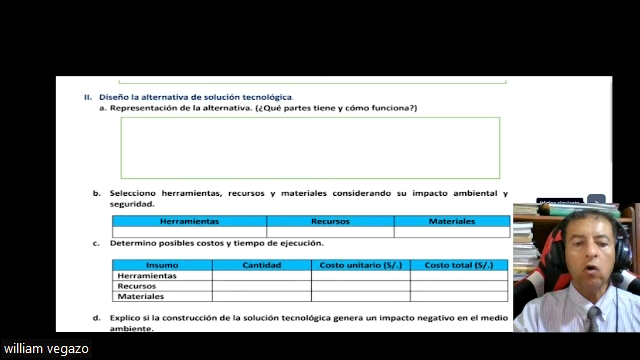 II. Diseño la alternativa de solución tecnológica.
a. Representación de la alternativa. (¿Qué partes tiene y cómo funciona?)
b. Selecciono herramientas, recursos y materiales considerando su impacto ambiental y
seguridad.
Herramientas Recursos Materiales
c. Determino posibles costos y tiempo de ejecución.
Insumo Cantidad Costo unitario (S/.) Costo total (S/.)
Herramientas
Recursos
Materiales
d. Explico si la construcción de la solución tecnológica genera un impacto negativo en el medio
ambiente.
william vegazo